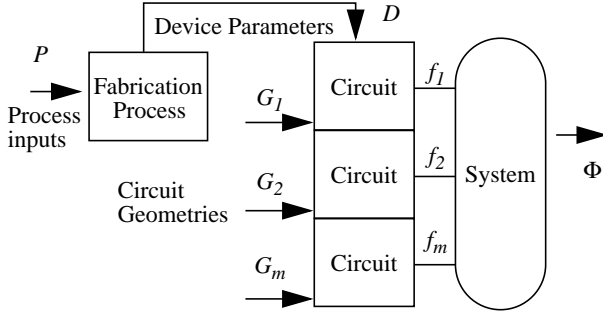 Device Parameters
D
P
Fabrication
Process
Process
inputs
Circuit
G1
f1
Circuit
Geometries
G2
Circuit
f2
System
Φ
Gm
Circuit
fm